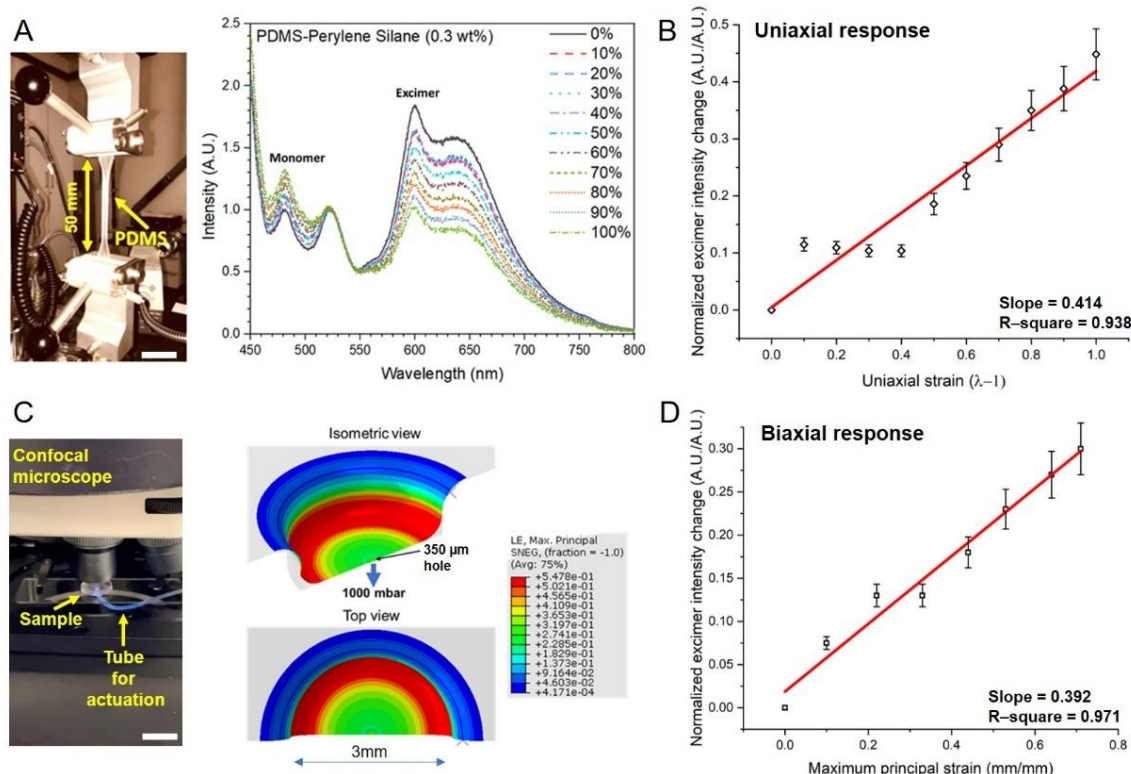 A
50 mm
PDMS
PDMS-Perylene Silane (0.3 wt%)
Monomer
Excimer
0%
10%
20%
30%
40%
50%
60%
70%
80%
90%
100%
Intensity (A.U.)
2.5
2.0
1.5
1.0
0.5
0.0
450 500 550 600 650 700 750 800
Wavelength (nm)
B
Uniaxial response
Normalized excimer intensity change (A.U./A.U.)
0.5
0.4
0.3
0.2
0.1
0.0
Slope = 0.414
R–square = 0.938
0.0 0.2 0.4 0.6 0.8 1.0
Uniaxial strain (λ–1)
C
Confocal
microscope
Sample
Tube
for
actuation
Isometric view
350 µm
hole
1000 mbar
Top view
3mm
LE, Max. Principal
SNEG, (fraction = -1.0)
(Avg: 75%)
+5.478e-01
+5.021e-01
+4.565e-01
+4.109e-01
+3.653e-01
+3.197e-01
+2.741e-01
+2.285e-01
+1.829e-01
+1.373e-01
+9.164e-02
+4.603e-02
+4.171e-04
D
Biaxial response
Normalized excimer intensity change (A.U./A.U.)
0.30
0.25
0.20
0.15
0.10
0.05
0.00
Slope = 0.392
R–square = 0.971
0.0 0.2 0.4 0.6 0.8
Maximum principal strain (mm/mm)